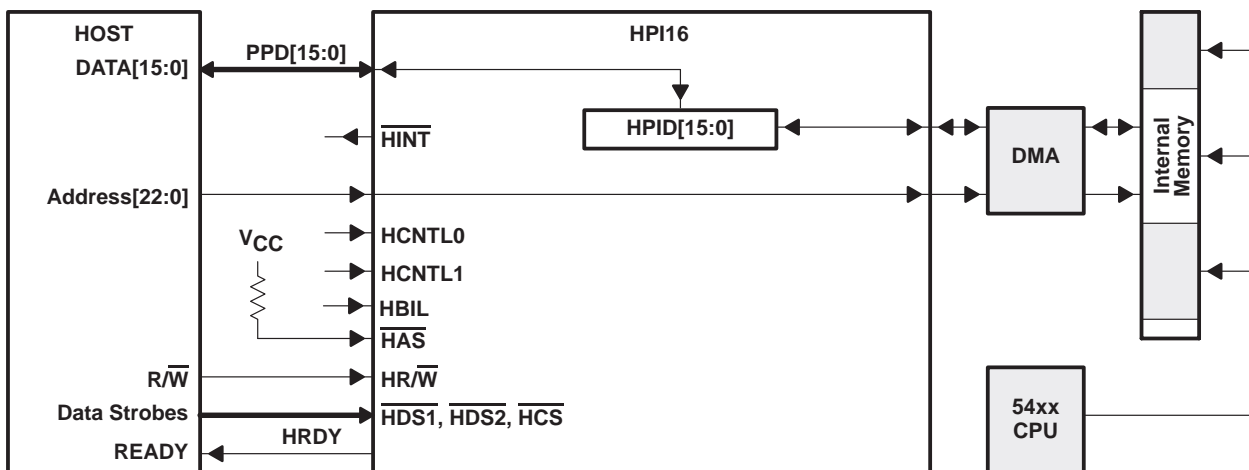 HOST
HPI16
DATA[15:0]
PPD[15:0]
HPID[15:0]
HINT
DMA
Internal
Memory
Address[22:0]
VCC
HCNTL0
HCNTL1
HBIL
HAS
R/W
HR/W
Data Strobes
HDS1, HDS2, HCS
54xx
CPU
HRDY
READY